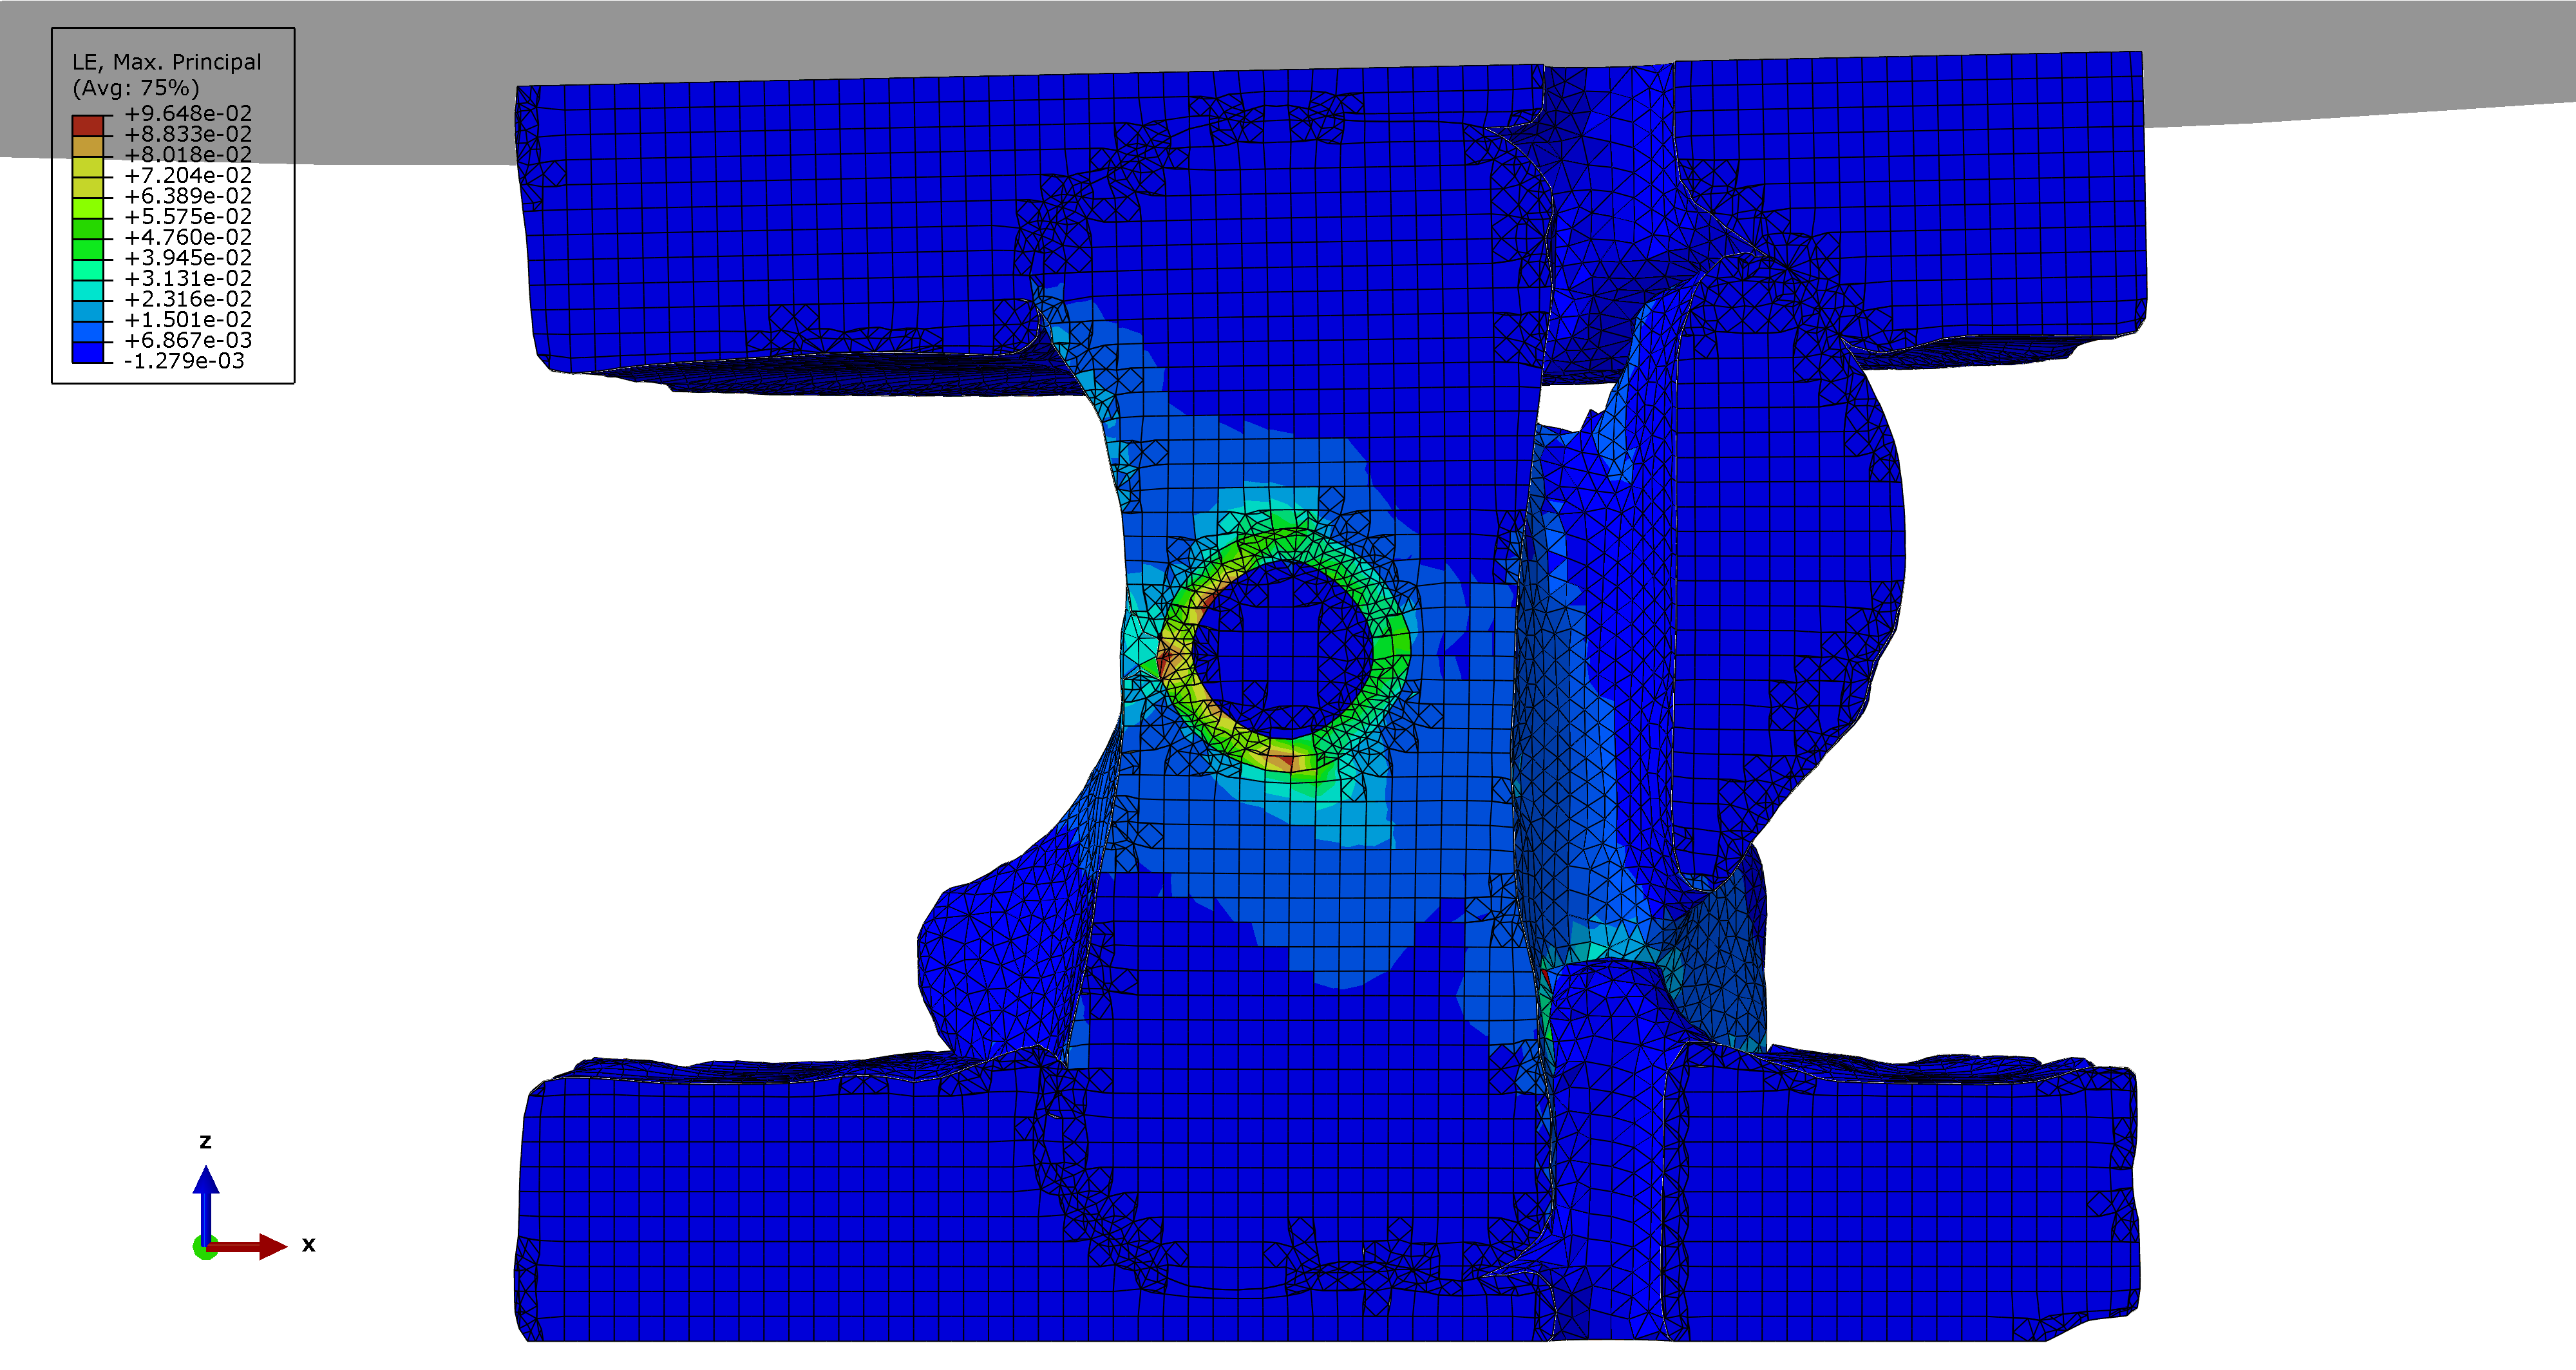 LE, Max. Principal
(Avg: 75%)
+9.648e-02
+8.833e-02
+8.018e-02
+7.204e-02
+6.389e-02
+5.575e-02
+4.760e-02
+3.945e-02
+3.131e-02
+2.316e-02
+1.501e-02
+6.867e-03
-1.279e-03
z
x